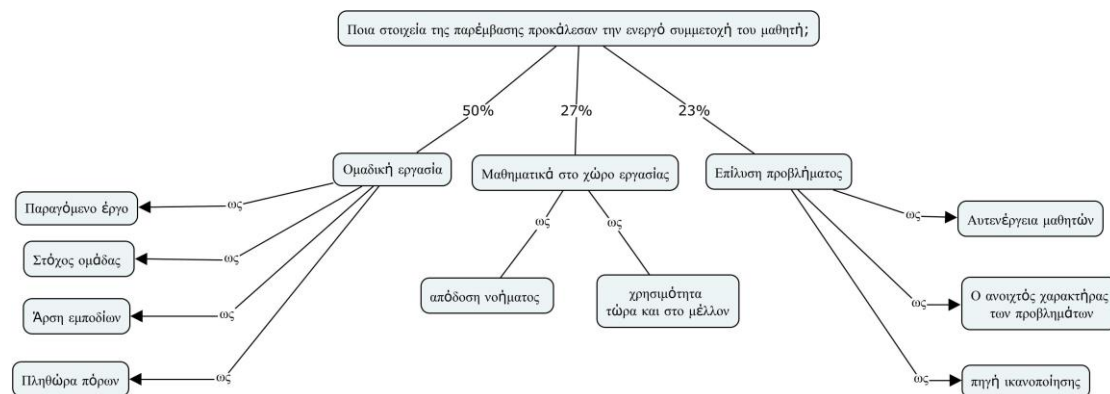 Ποια στοιχεία της παρέμβασης προκάλεσαν την ενεργό συμμετοχή του μαθητή;
50%
27%
23%
Ομαδική εργασία
Μαθηματικά στο χώρο εργασίας
Επίλυση προβλήματος
ως
Παραγόμενο έργο
ως
Στόχος ομάδας
ως
Άρση εμποδίων
ως
Πληθώρα πόρων
ως
απόδοση νοήματος
ως
χρησιμότητα
τώρα και στο μέλλον
ως
Αυτενέργεια μαθητών
ως
Ο ανοιχτός χαρακτήρας
των προβλημάτων
ως
πηγή ικανοποίησης